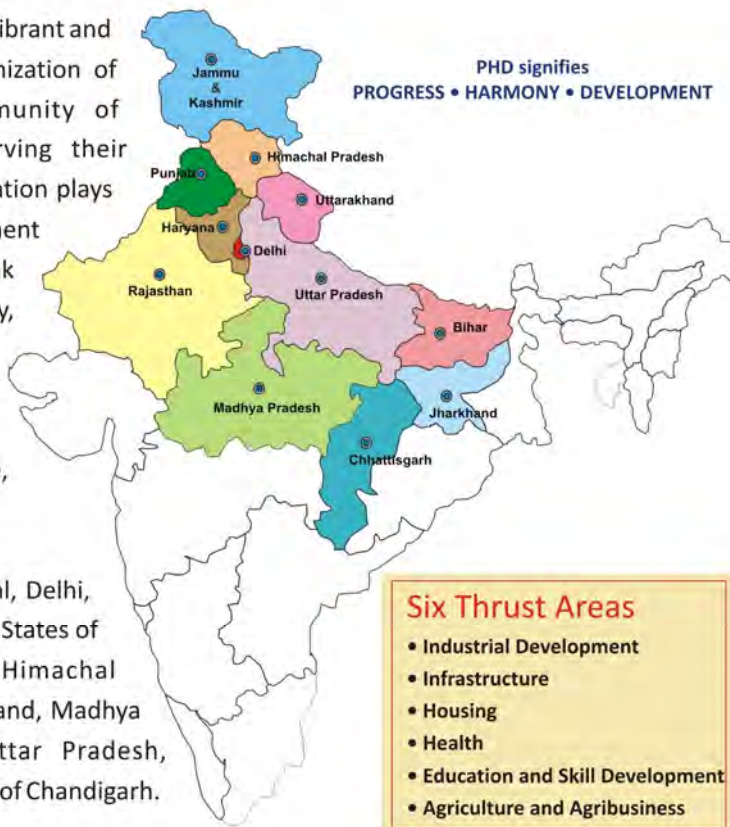 ibrant and
nization of
munity of
rving their
ation plays
nent
k
y,
,
al, Delhi,
States of
Himachal
and, Madhya
ttar Pradesh,
of Chandigarh.
PHD signifies
PROGRESS • HARMONY • DEVELOPMENT
Jammu
&
Kashmir
Himachal Pradesh
Punjab
Uttarakhand
Haryana
Delhi
Rajasthan
Uttar Pradesh
Bihar
Madhya Pradesh
Jharkhand
Chhattisgarh
Six Thrust Areas
• Industrial Development
• Infrastructure
• Housing
• Health
• Education and Skill Development
• Agriculture and Agribusiness